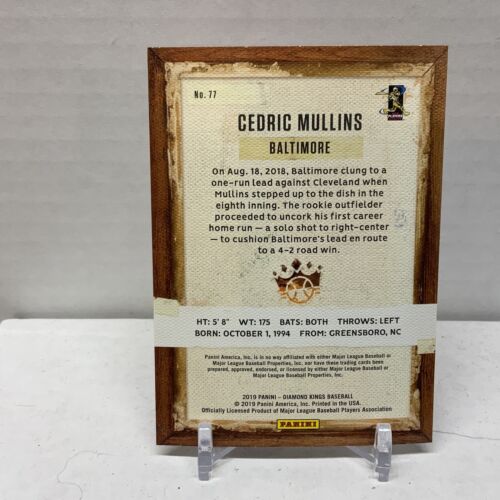 No. 77
PLAYERS
CEDRIC MULLINS
BALTIMORE
On Aug. 18, 2018, Baltimore clung to a
one-run lead against Cleveland when
Mullins stepped up to the dish in the
eighth inning. The rookie outfielder
proceeded to uncork his first career
home run — a solo shot to right-center
— to cushion Baltimore's lead en route
to a 4-2 road win.
HT: 5' 8" WT: 175 BATS: BOTH THROWS: LEFT
BORN: OCTOBER 1, 1994 FROM: GREENSBORO, NC
Panini America, Inc. is in no way affiliated with either Major League Baseball or
Major League Baseball Properties, Inc. nor have these trading cards been
prepared, approved, endorsed, or licensed by either Major League Baseball or
Major League Baseball Properties, Inc.
2019 PANINI – DIAMOND KINGS BASEBALL
© 2019 Panini America, Inc. Printed in the USA.
Officially Licensed Product of Major League Baseball Players Association
PANINI